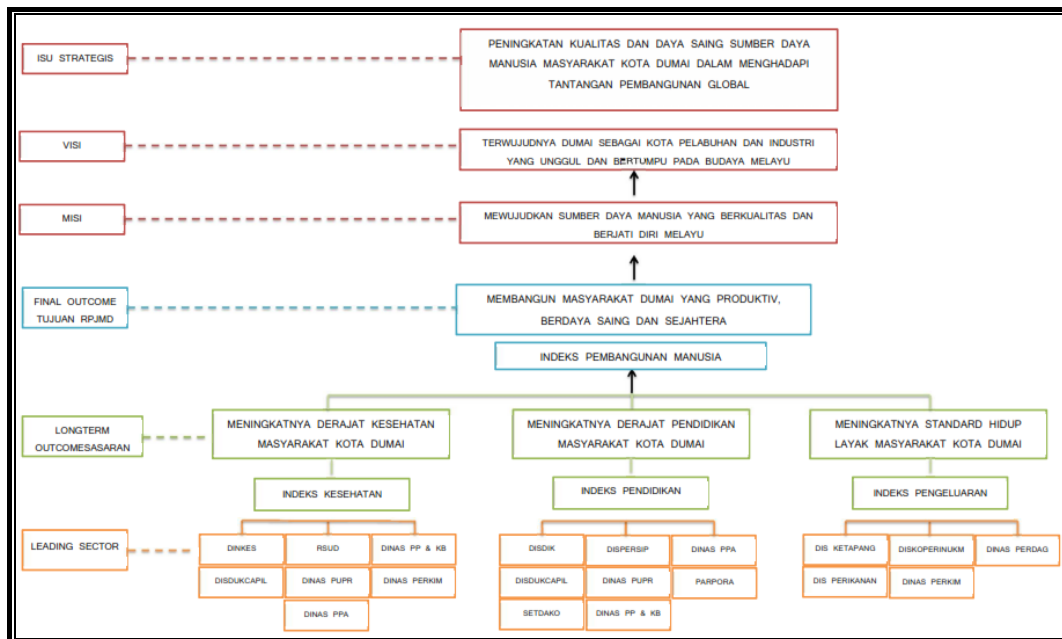 ISU STRATEGIS
PENINGKATAN KUALITAS DAN DAYA SAING SUMBER DAYA
MANUSIA MASYARAKAT KOTA DUMAI DALAM MENGHADAPI
TANTANGAN PEMBANGUNAN GLOBAL
VISI
TERWUJUDNYA DUMAI SEBAGAI KOTA PELABUHAN DAN INDUSTRI
YANG UNGGUL DAN BERTUMPU PADA BUDAYA MELAYU
MISI
MEWUJUDKAN SUMBER DAYA MANUSIA YANG BERKUALITAS DAN
BERJATI DIRI MELAYU
FINAL OUTCOME
TUJUAN RPJMD
MEMBANGUN MASYARAKAT DUMAI YANG PRODUKTIV,
BERDAYA SAING DAN SEJAHTERA
INDEKS PEMBANGUNAN MANUSIA
LONGTERM
OUTCOMESASARAN
MENINGKATNYA DERAJAT KESEHATAN
MASYARAKAT KOTA DUMAI
MENINGKATNYA DERAJAT PENDIDIKAN
MASYARAKAT KOTA DUMAI
MENINGKATNYA STANDARD HIDUP
LAYAK MASYARAKAT KOTA DUMAI
INDEKS KESEHATAN
INDEKS PENDIDIKAN
INDEKS PENGELUARAN
LEADING SECTOR
DINKES
RSUD
DINAS PP & KB
DISDUKCAPIL
DINAS PUPR
DINAS PERKIM
DINAS PPA
DISDIK
DISPERSIP
DINAS PPA
DISDUKCAPIL
DINAS PUPR
PARPORA
SETDAKO
DINAS PP & KB
DIS KETAPANG
DISKOPERINUKM
DINAS PERDAG
DIS PERIKANAN
DINAS PERKIM